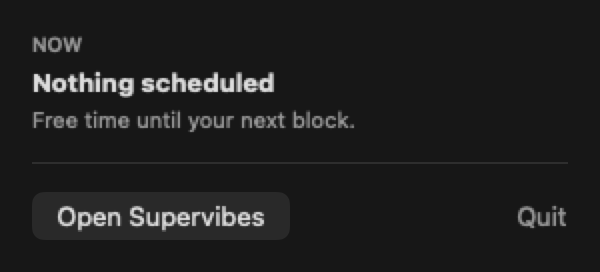 NOW
Nothing scheduled
Free time until your next block.
Open Supervibes
Quit